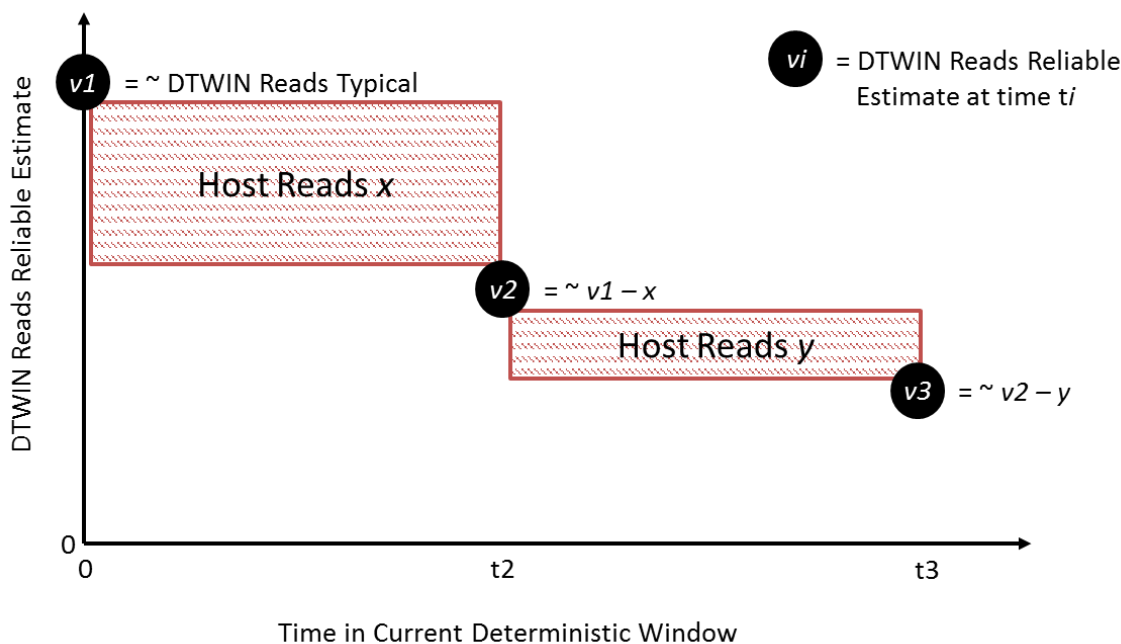 DTWIN Reads Reliable Estimate
v1 = ~ DTWIN Reads Typical
vi = DTWIN Reads Reliable
Estimate at time ti
Host Reads x
v2 = ~ v1 – x
Host Reads y
v3 = ~ v2 – y
0
0 t2 t3
Time in Current Deterministic Window